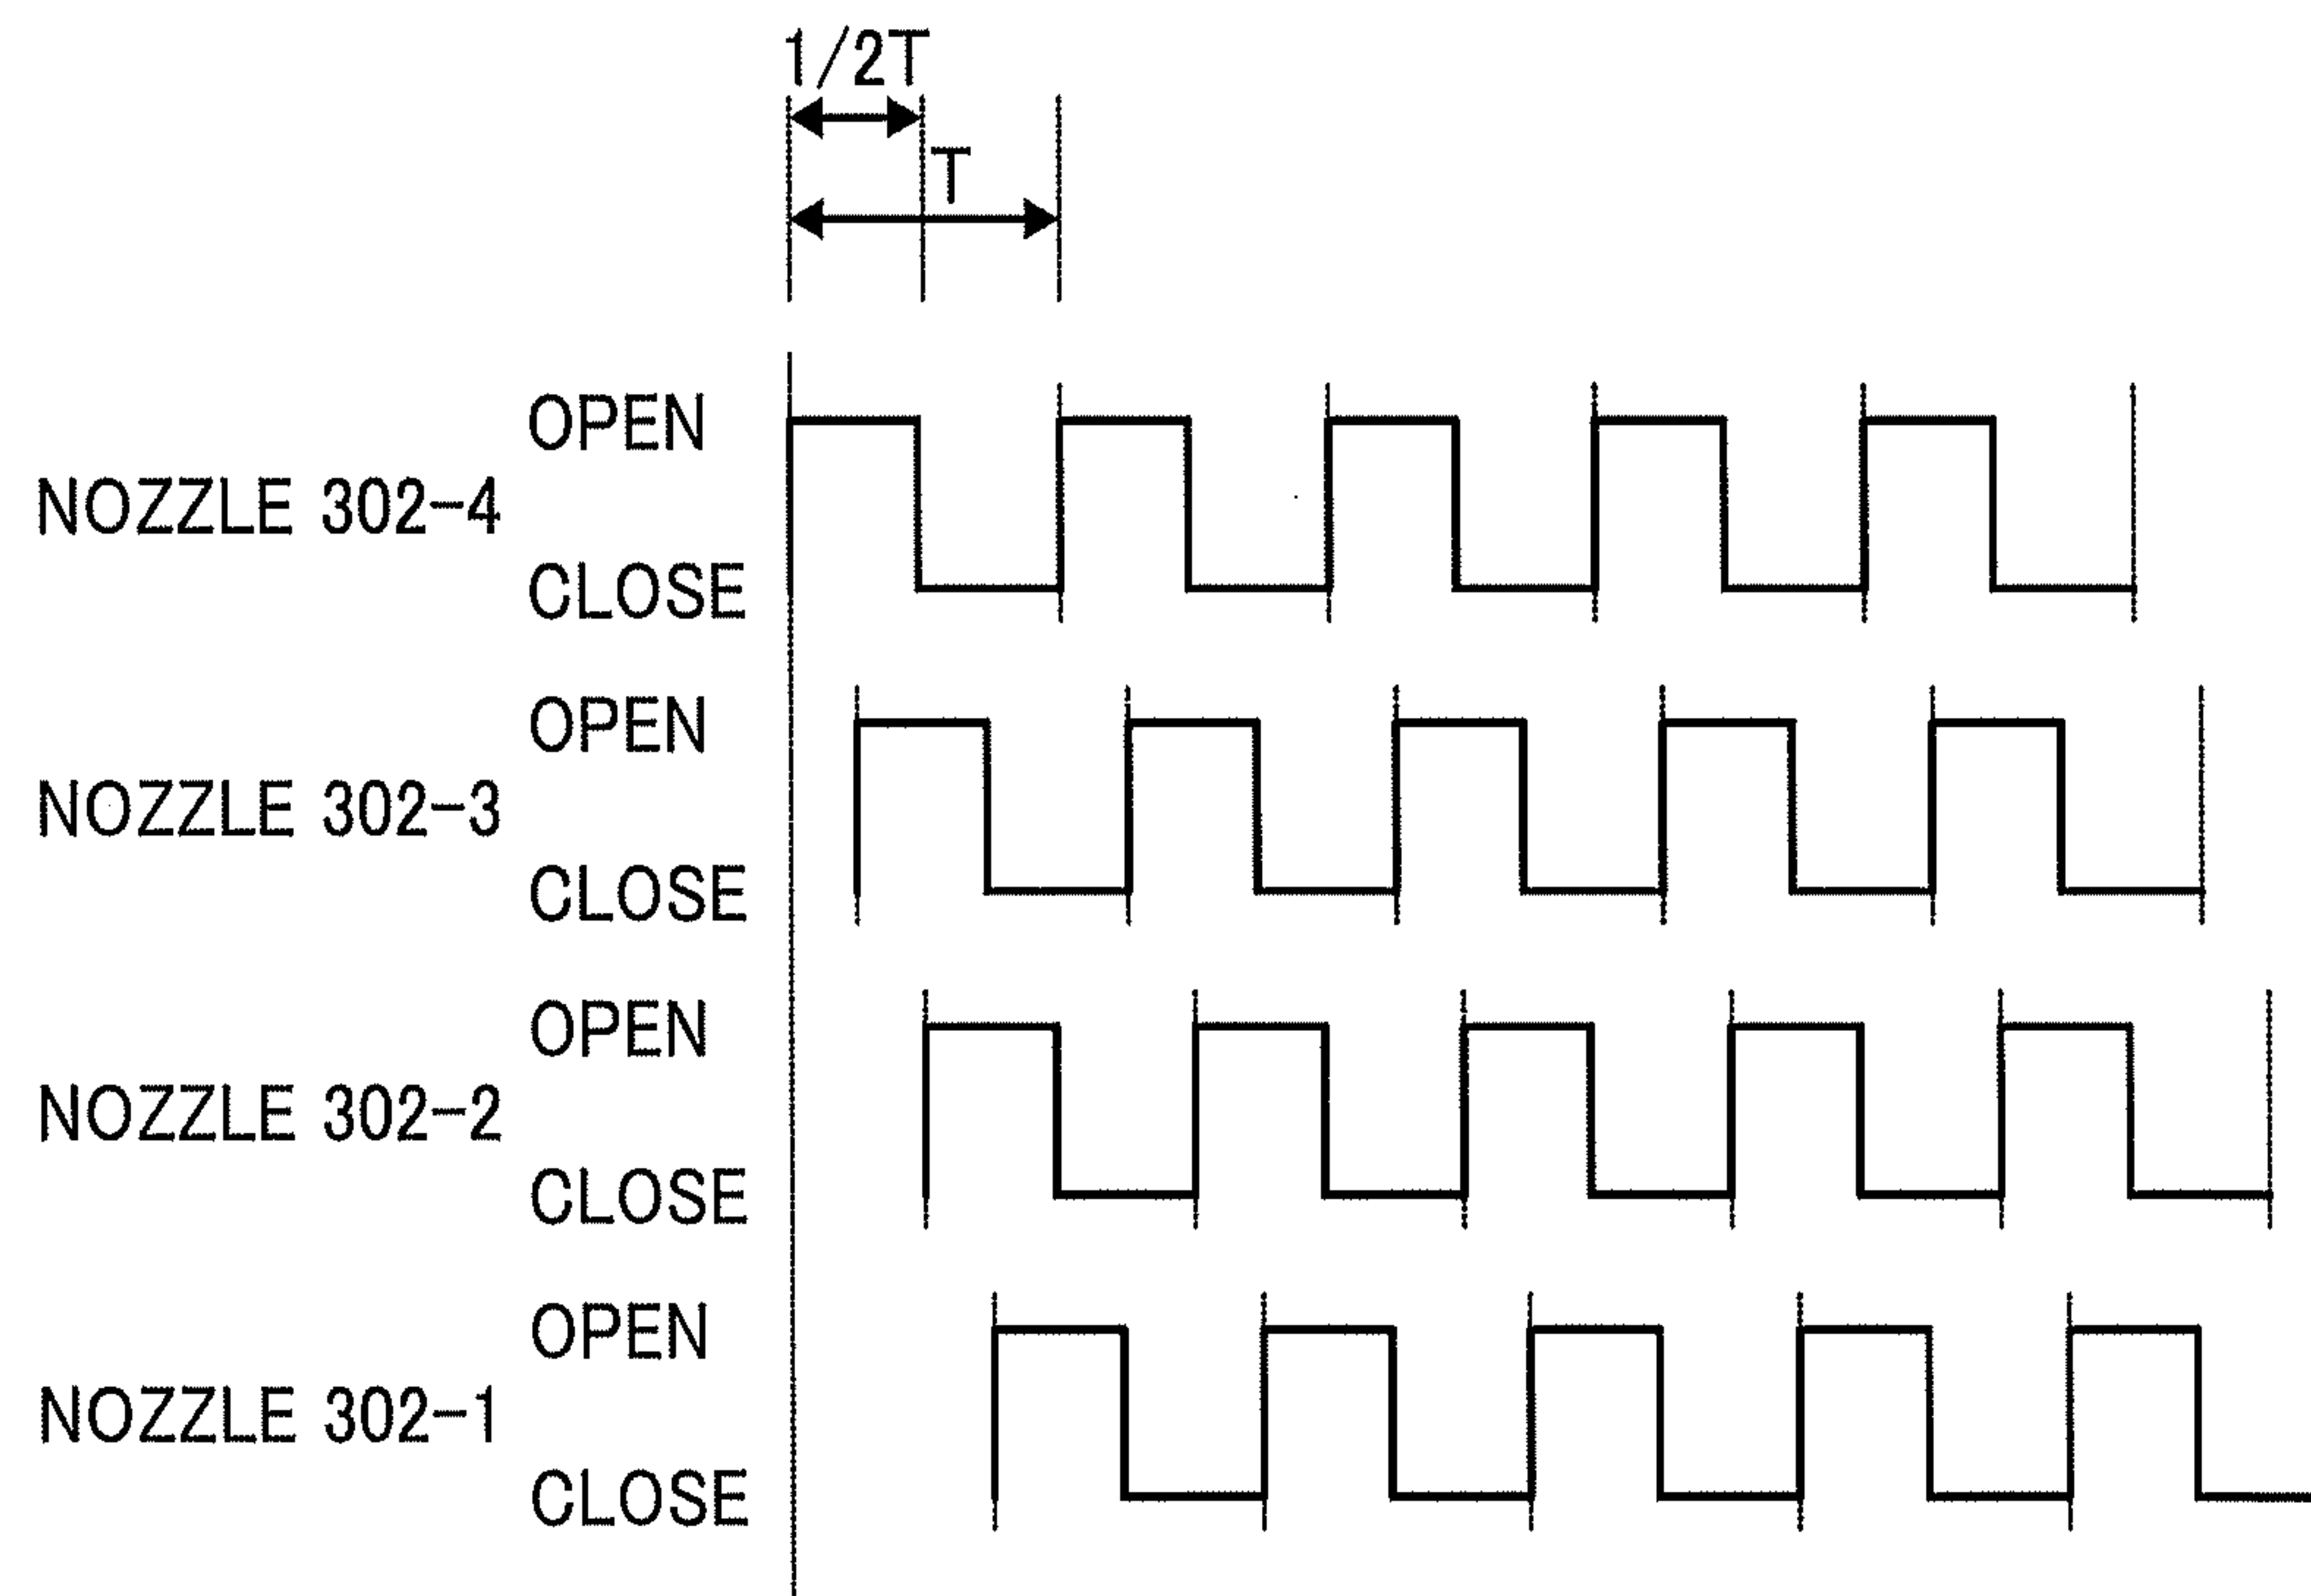 1/2T
T
OPEN
NOZZLE 302-4
CLOSE
OPEN
NOZZLE 302-3
CLOSE
OPEN
NOZZLE 302-2
CLOSE
OPEN
NOZZLE 302-1
CLOSE